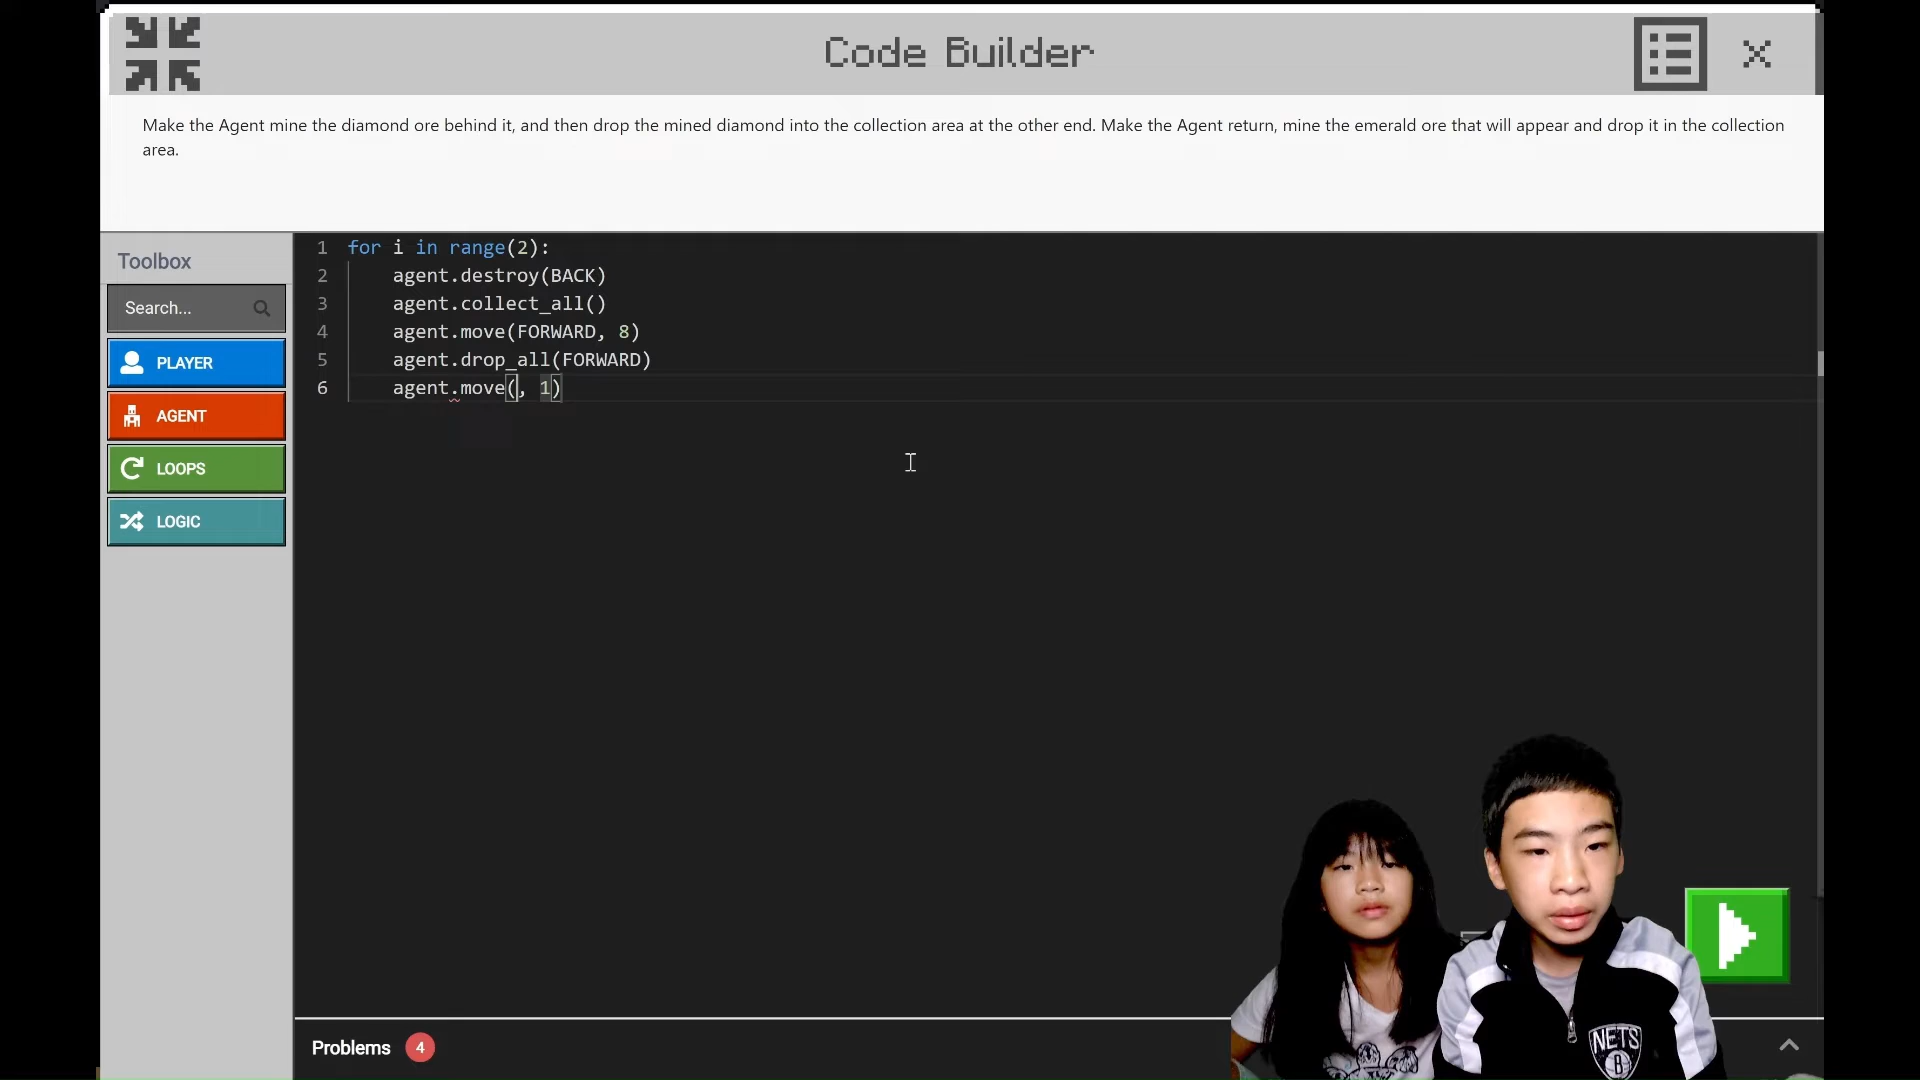 Code Builder
Make the Agent mine the diamond ore behind it, and then drop the mined diamond into the collection area at the other end. Make the Agent return, mine the emerald ore that will appear and drop it in the collection
area.
Toolbox
Search...
PLAYER
AGENT
LOOPS
LOGIC
1 for i in range(2):
2 agent.destroy(BACK)
3 agent.collect_all()
4 agent.move(FORWARD, 8)
5 agent.drop_all(FORWARD)
6 agent.move(, 1)
Problems 4
NETS
B